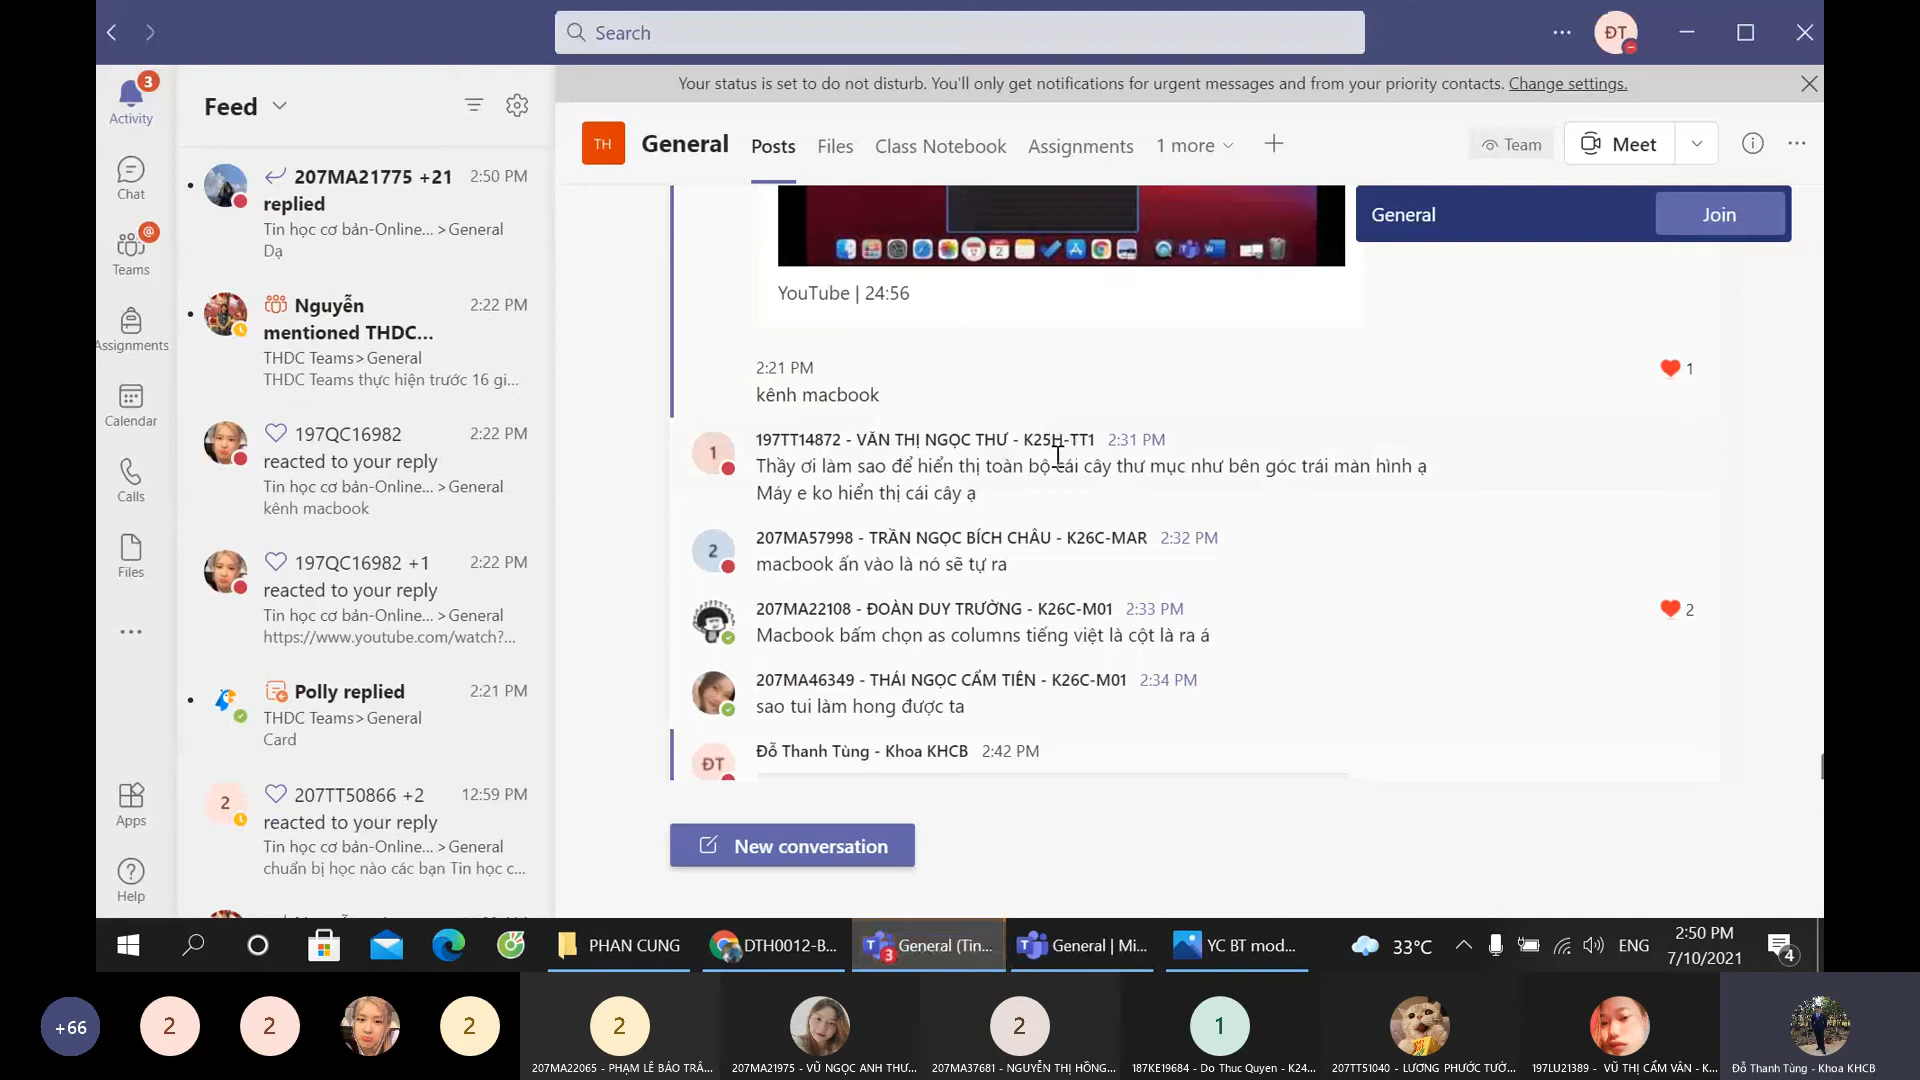 Search
ĐT
Your status is set to do not disturb. You'll only get notifications for urgent messages and from your priority contacts. Change settings.
3
Activity
Chat
@
Teams
Assignments
Calendar
Calls
Files
Apps
Help
Feed
207MA21775 +21
2:50 PM
replied
Tin học cơ bản-Online... > General
Dạ
Nguyễn
2:22 PM
mentioned THDC...
THDC Teams > General
THDC Teams thực hiện trước 16 gi...
197QC16982
2:22 PM
reacted to your reply
Tin học cơ bản-Online... > General
kênh macbook
197QC16982 +1
2:22 PM
reacted to your reply
Tin học cơ bản-Online... > General
https://www.youtube.com/watch?...
Polly replied
2:21 PM
THDC Teams > General
Card
2
207TT50866 +2
12:59 PM
reacted to your reply
Tin học cơ bản-Online... > General
chuẩn bị học nào các bạn Tin học c...
TH
General
Posts
Files
Class Notebook
Assignments
1 more
Team
Meet
General
Join
YouTube | 24:56
2:21 PM
1
kênh macbook
1
197TT14872 - VĂN THỊ NGỌC THƯ - K25H-TT1 2:31 PM
Thầy ơi làm sao để hiển thị toàn bộ cái cây thư mục như bên góc trái màn hình ạ
Máy e ko hiển thị cái cây ạ
2
207MA57998 - TRẦN NGỌC BÍCH CHÂU - K26C-MAR 2:32 PM
macbook ấn vào là nó sẽ tự ra
207MA22108 - ĐOÀN DUY TRƯỜNG - K26C-M01 2:33 PM
2
Macbook bấm chọn as columns tiếng việt là cột là ra á
207MA46349 - THÁI NGỌC CẨM TIÊN - K26C-M01 2:34 PM
sao tui làm hong được ta
ĐT
Đỗ Thanh Tùng - Khoa KHCB 2:42 PM
New conversation
PHAN CUNG
DTH0012-B...
3
General (Tin...
General | Mi...
YC BT mod...
33°C
ENG
2:50 PM
7/10/2021
4
+66
2
2
2
2
2
1
207MA22065 - PHẠM LÊ BẢO TRÂ...
207MA21975 - VŨ NGỌC ANH THƯ...
207MA37681 - NGUYỄN THỊ HỒNG...
187KE19684 - Do Thuc Quyen - K24...
207TT51040 - LƯƠNG PHƯỚC TƯỜ...
197LU21389 - VŨ THỊ CẨM VÂN - K...
Đỗ Thanh Tùng - Khoa KHCB